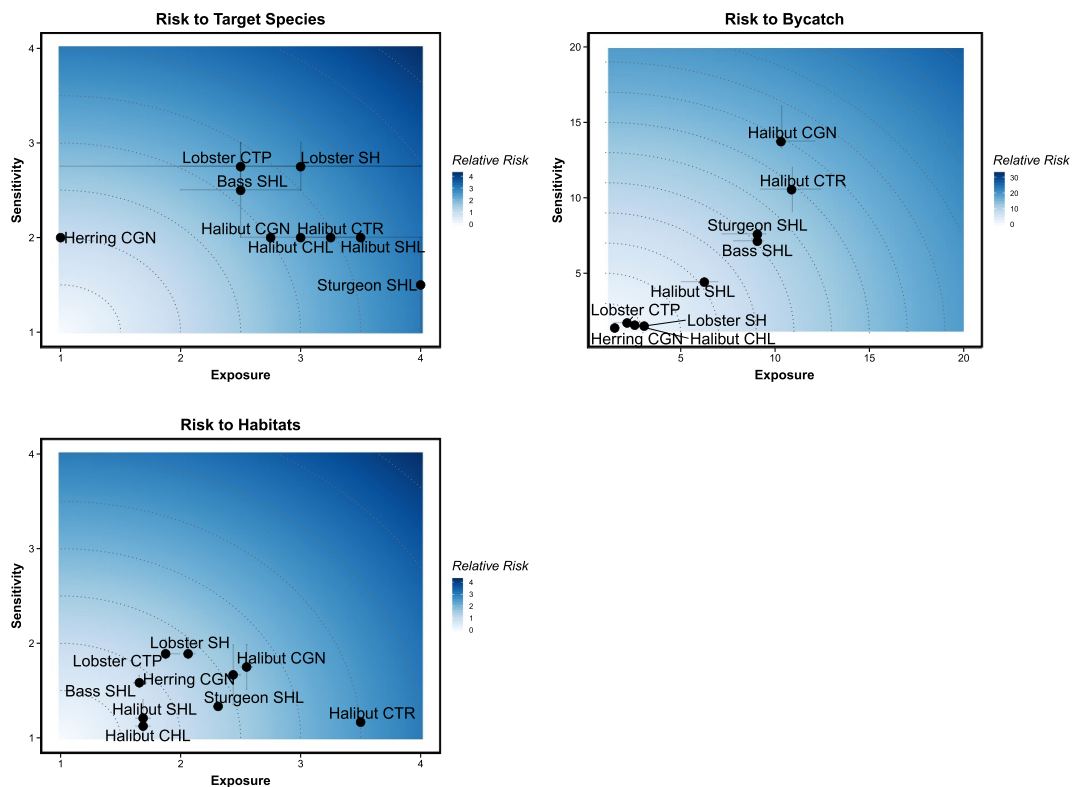 Risk to Target Species
4
3
2
1
Sensitivity
Lobster CTP
Lobster SH
Bass SHL
Herring CGN
Halibut CGN
Halibut CTR
Halibut CHL
Halibut SHL
Sturgeon SHL
1
2
3
4
Exposure
Relative Risk
4
3
2
1
0
Risk to Bycatch
20
15
10
5
Sensitivity
Halibut CGN
Halibut CTR
Sturgeon SHL
Bass SHL
Halibut SHL
Lobster CTP
Lobster SH
Herring CGN
Halibut CHL
5
10
15
20
Exposure
Relative Risk
30
20
10
0
Risk to Habitats
4
3
2
1
Sensitivity
Lobster SH
Lobster CTP
Halibut CGN
Herring CGN
Bass SHL
Sturgeon SHL
Halibut SHL
Halibut CTR
Halibut CHL
1
2
3
4
Exposure
Relative Risk
4
3
2
1
0